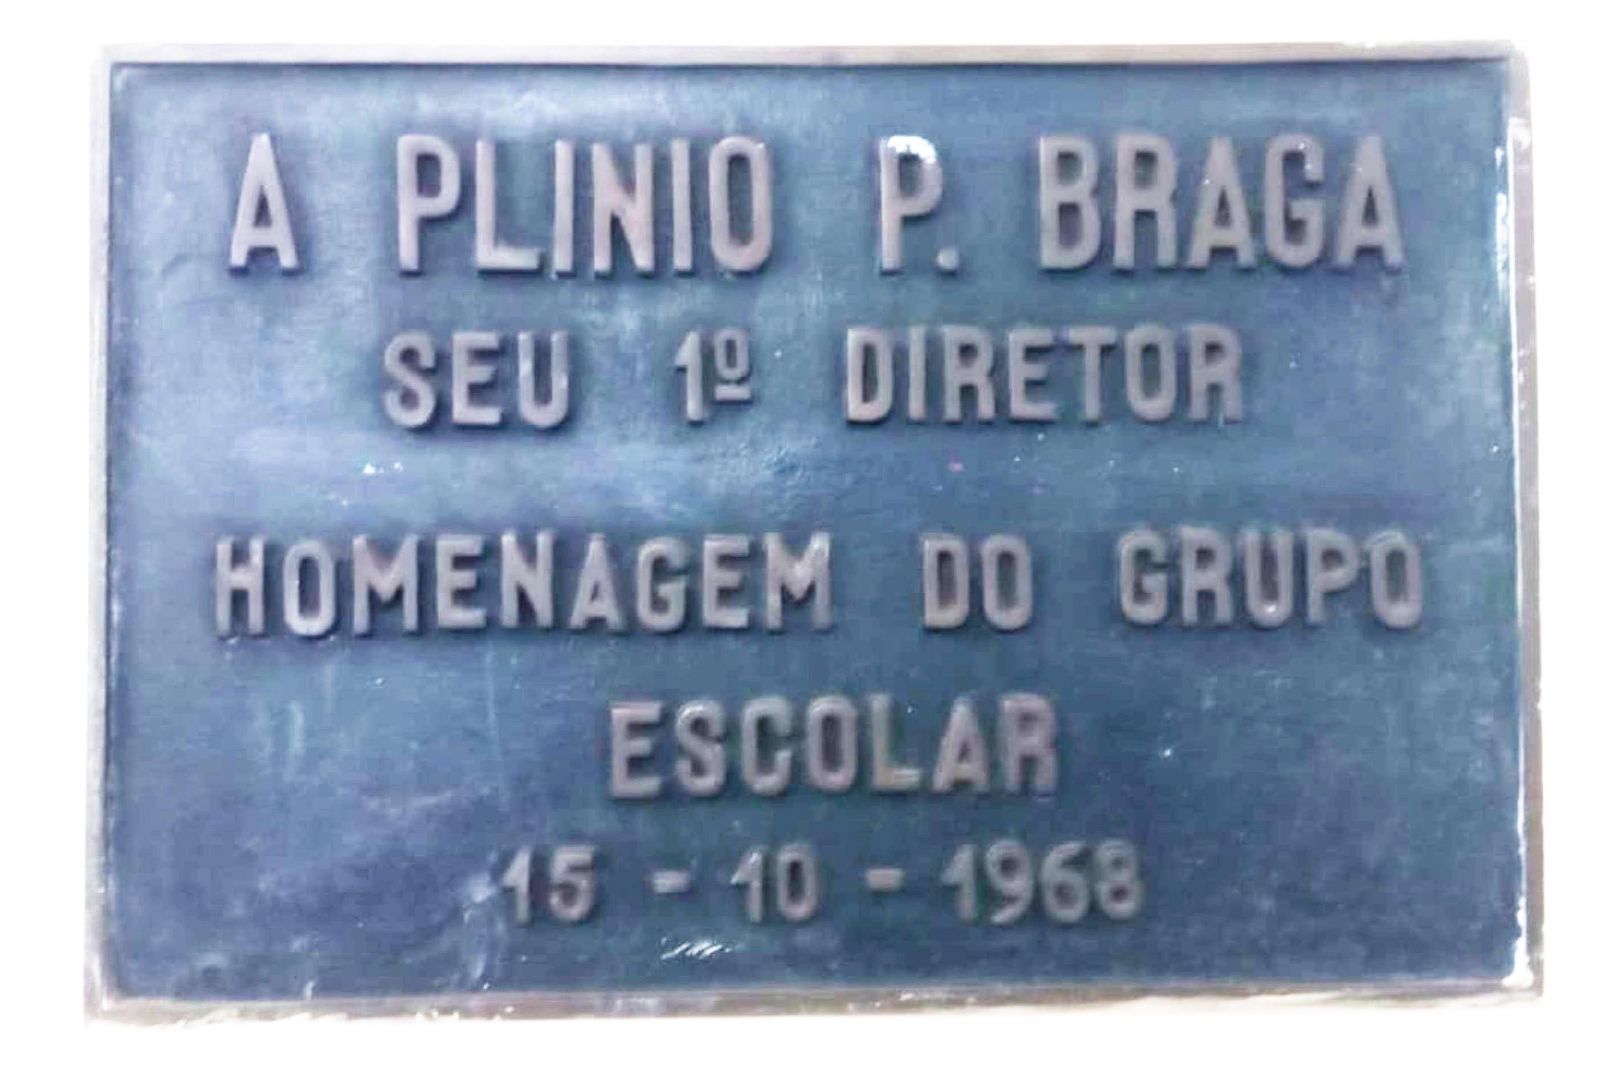 A PLINIO P. BRAGA
SEU 1º DIRETOR
HOMENAGEM DO GRUPO
ESCOLAR
15 - 10 - 1968